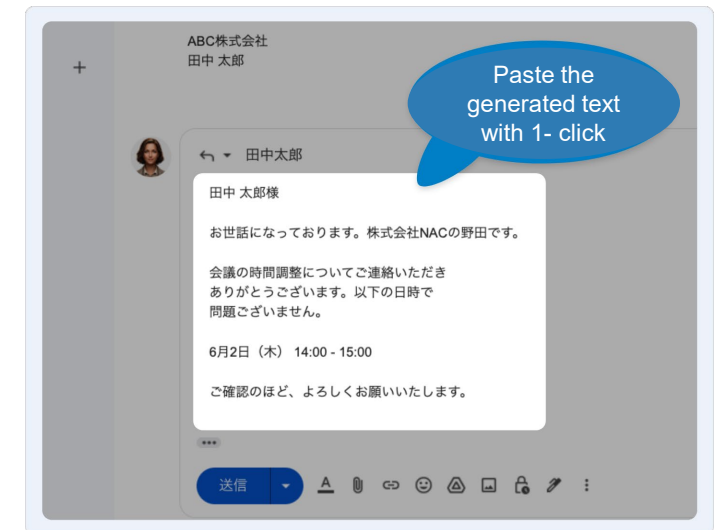 ABC株式会社
田中 太郎
Paste the
generated text
with 1- click
田中太郎
田中 太郎様
お世話になっております。株式会社NACの野田です。
会議の時間調整についてご連絡いただき
ありがとうございます。以下の日時で
問題ございません。
6月2日（木） 14:00 - 15:00
ご確認のほど、よろしくお願いいたします。
送信